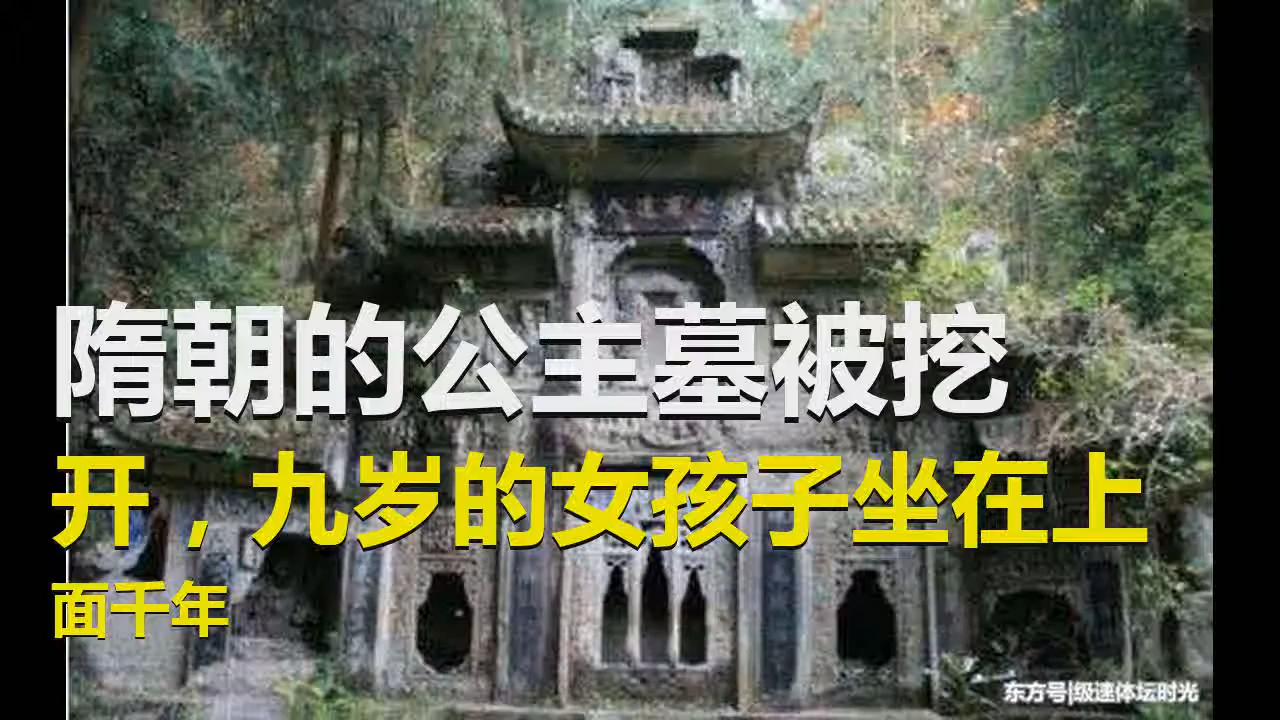 隋朝的公主墓被挖
开，九岁的女孩子坐在上
面千年
东方号|级速体坛时光